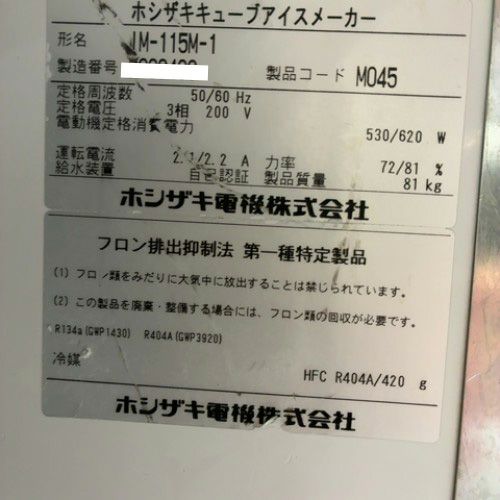 ホシザキキューブアイスメーカー
形名 IM-115M-1
製造番号 製品コード M045
定格周波数 50/60 Hz
定格電圧 3相 200 V
電動機定格消費電力
530/620 W
運転電流 2.1/2.2 A 力率 72/81 %
給水装置 自己認証 製品質量 81 kg
ホシザキ電機株式会社
フロン排出抑制法 第一種特定製品
(1) フロン類をみだりに大気中に放出することは禁じられています。
(2) この製品を廃棄・整備する場合には、フロン類の回収が必要です。
R134a(GWP1430) R404A(GWP3920)
冷媒
HFC R404A/420 g
ホシザキ電機株式会社